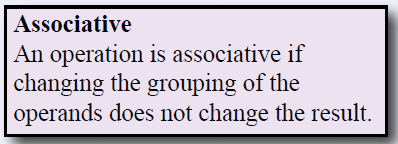 Associative
An operation is associative if
changing the grouping of the
operands does not change the result.